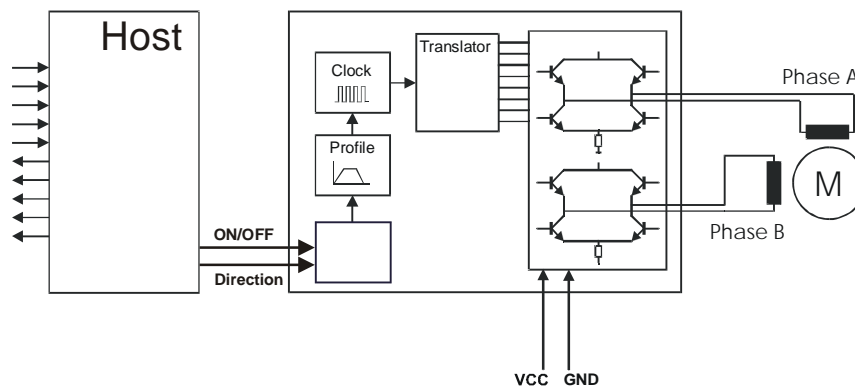 Host
Translator
Clock
Phase A
Profile
M
ON/OFF
Phase B
Direction
VCC GND